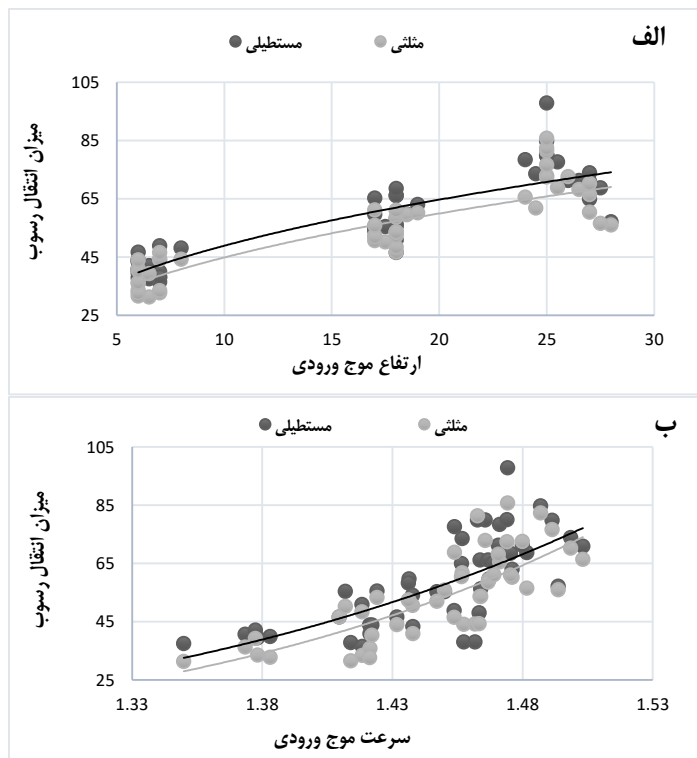 الف
مستطیلی مثلثی
میزان انتقال رسوب
105
85
65
45
25
5 10 15 20 25 30
ارتفاع موج ورودی
ب
مستطیلی مثلثی
میزان انتقال رسوب
105
85
65
45
25
1.33 1.38 1.43 1.48 1.53
سرعت موج ورودی